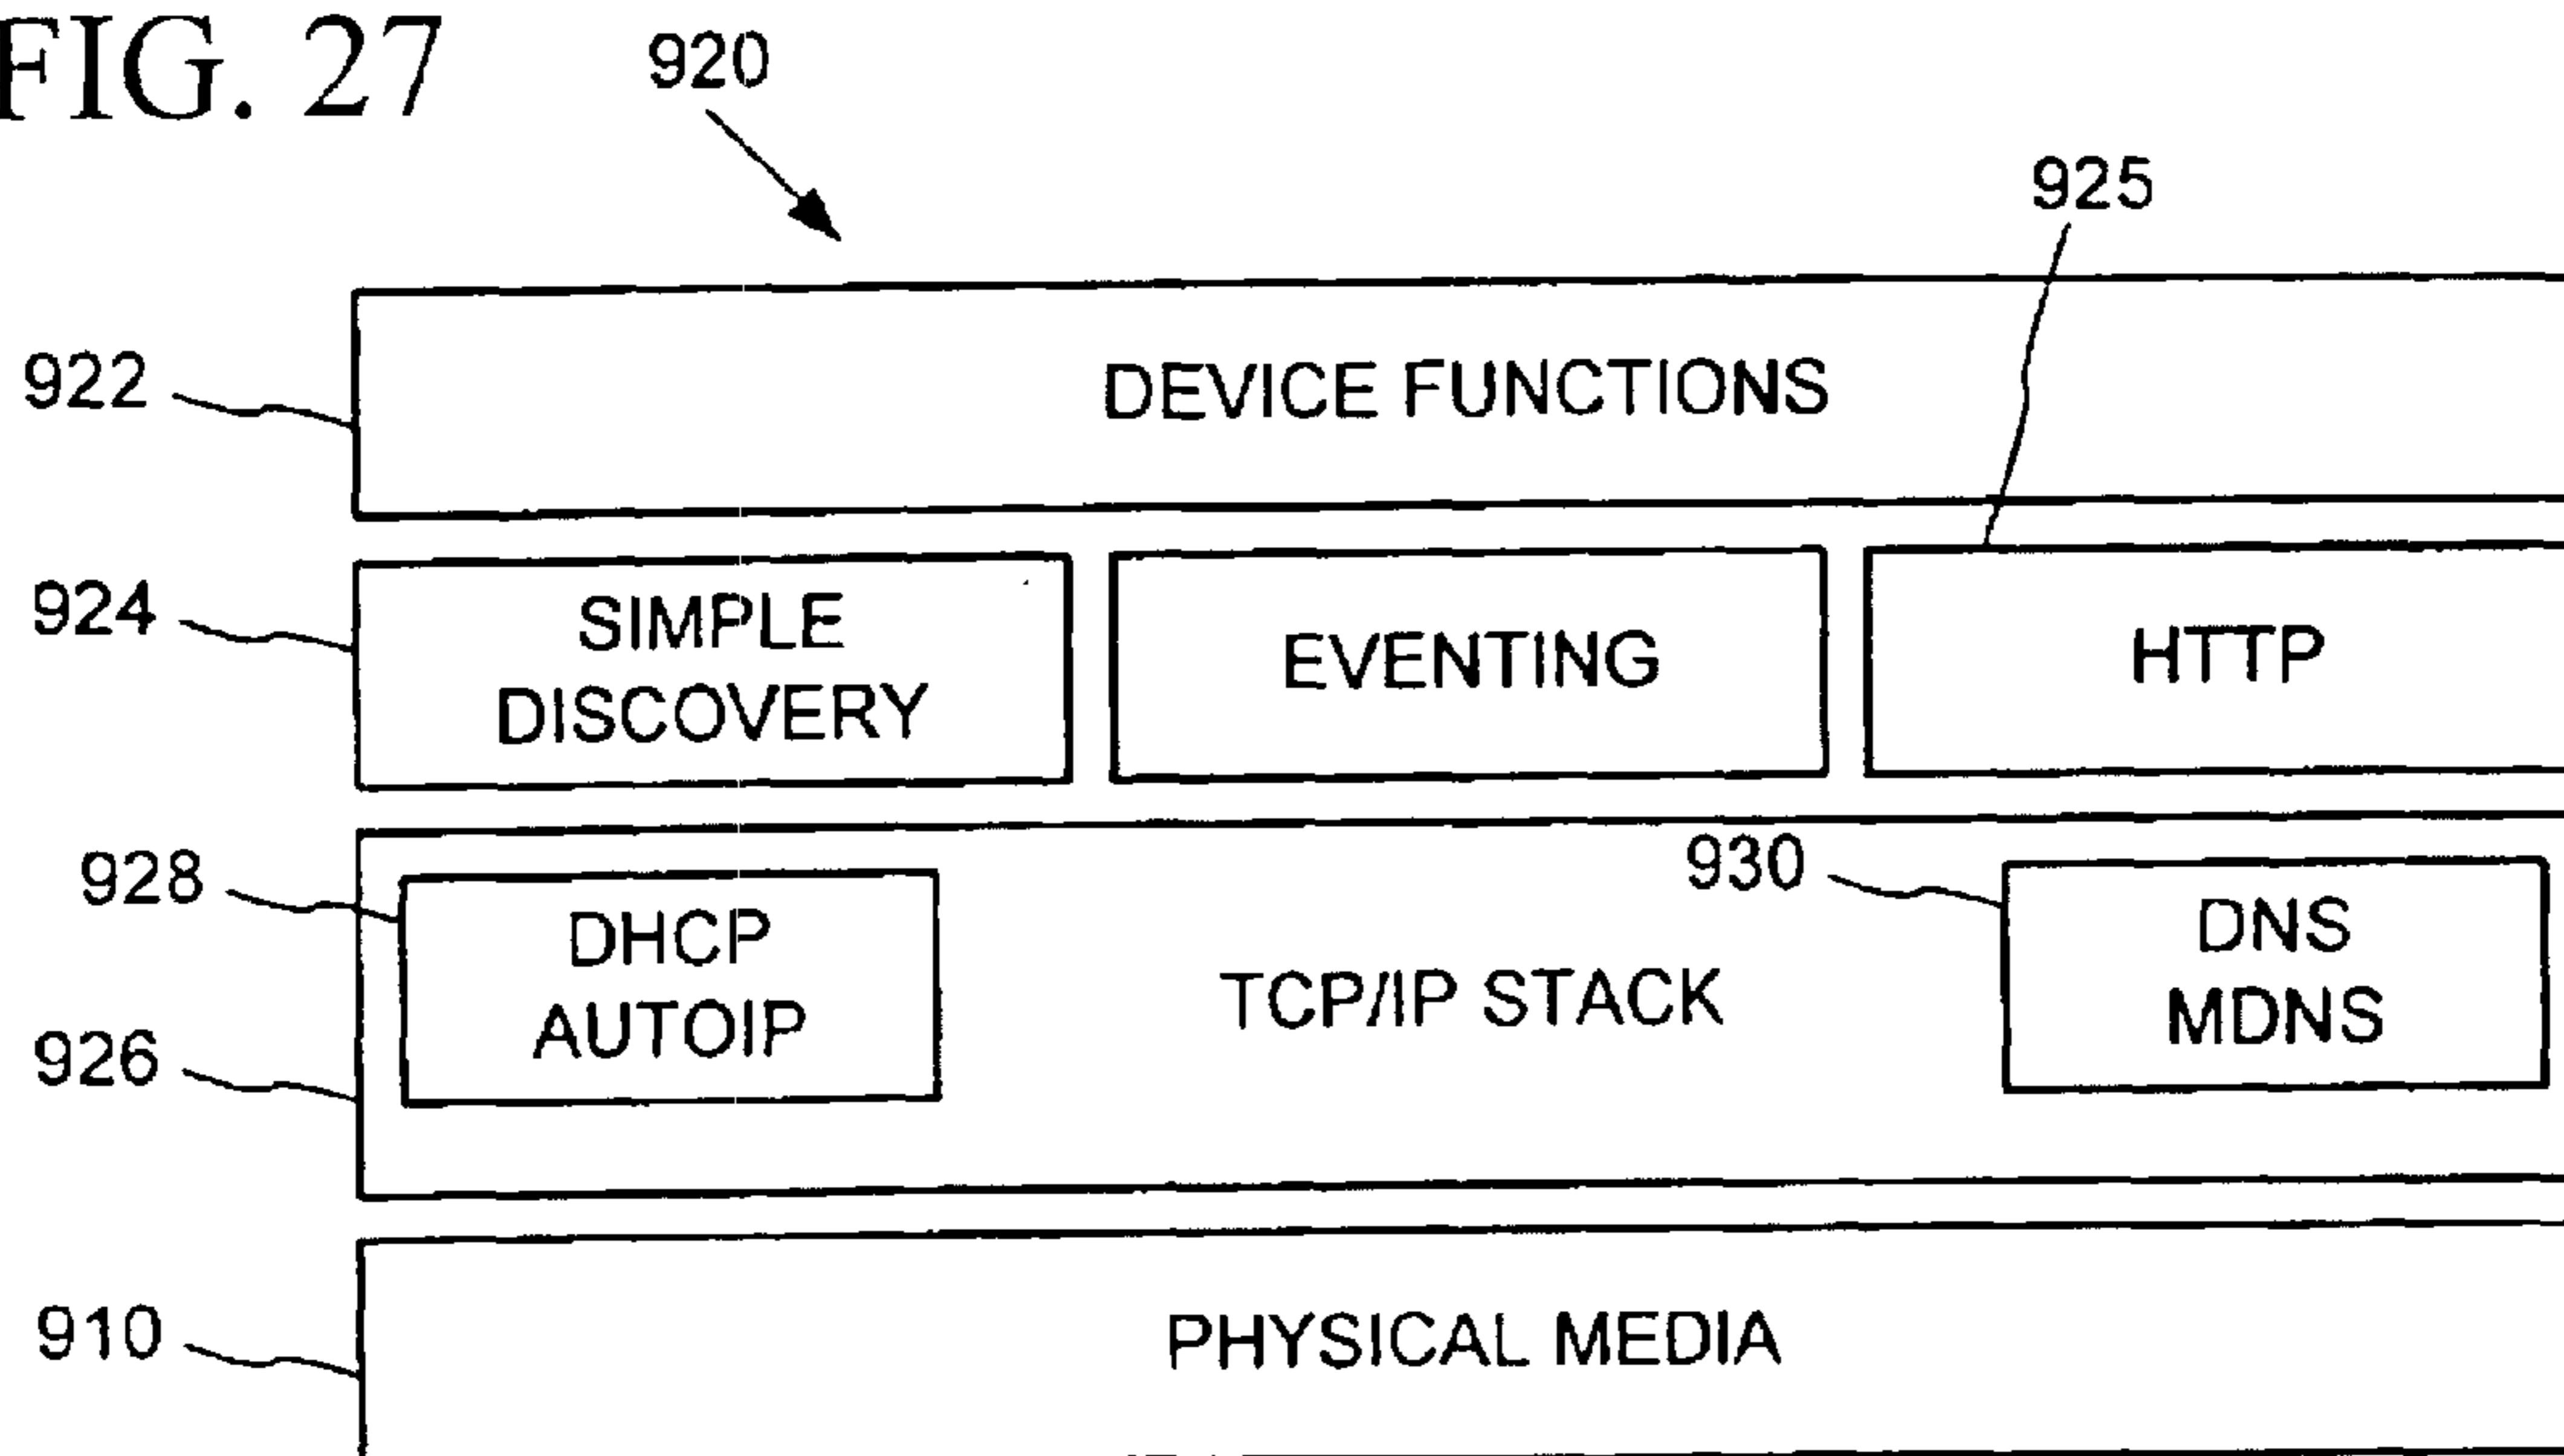 FIG. 27
920
925
922
DEVICE FUNCTIONS
924
SIMPLE
DISCOVERY
EVENTING
HTTP
928
DHCP
AUTOIP
930
DNS
MDNS
TCP/IP STACK
926
910
PHYSICAL MEDIA